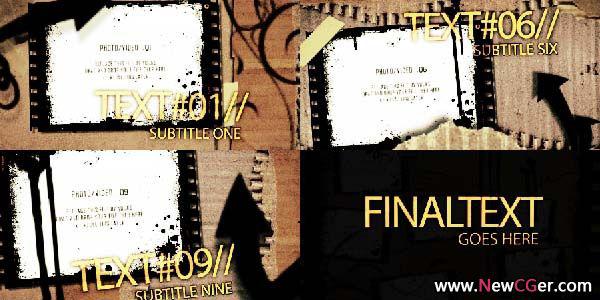 PHOTO/VIDEO 01
TEXT#01//
SUBTITLE ONE
PHOTO/VIDEO 06
TEXT#06//
SUBTITLE SIX
PHOTO/VIDEO 09
TEXT#09//
SUBTITLE NINE
FINALTEXT
GOES HERE
www.NewCGer.com